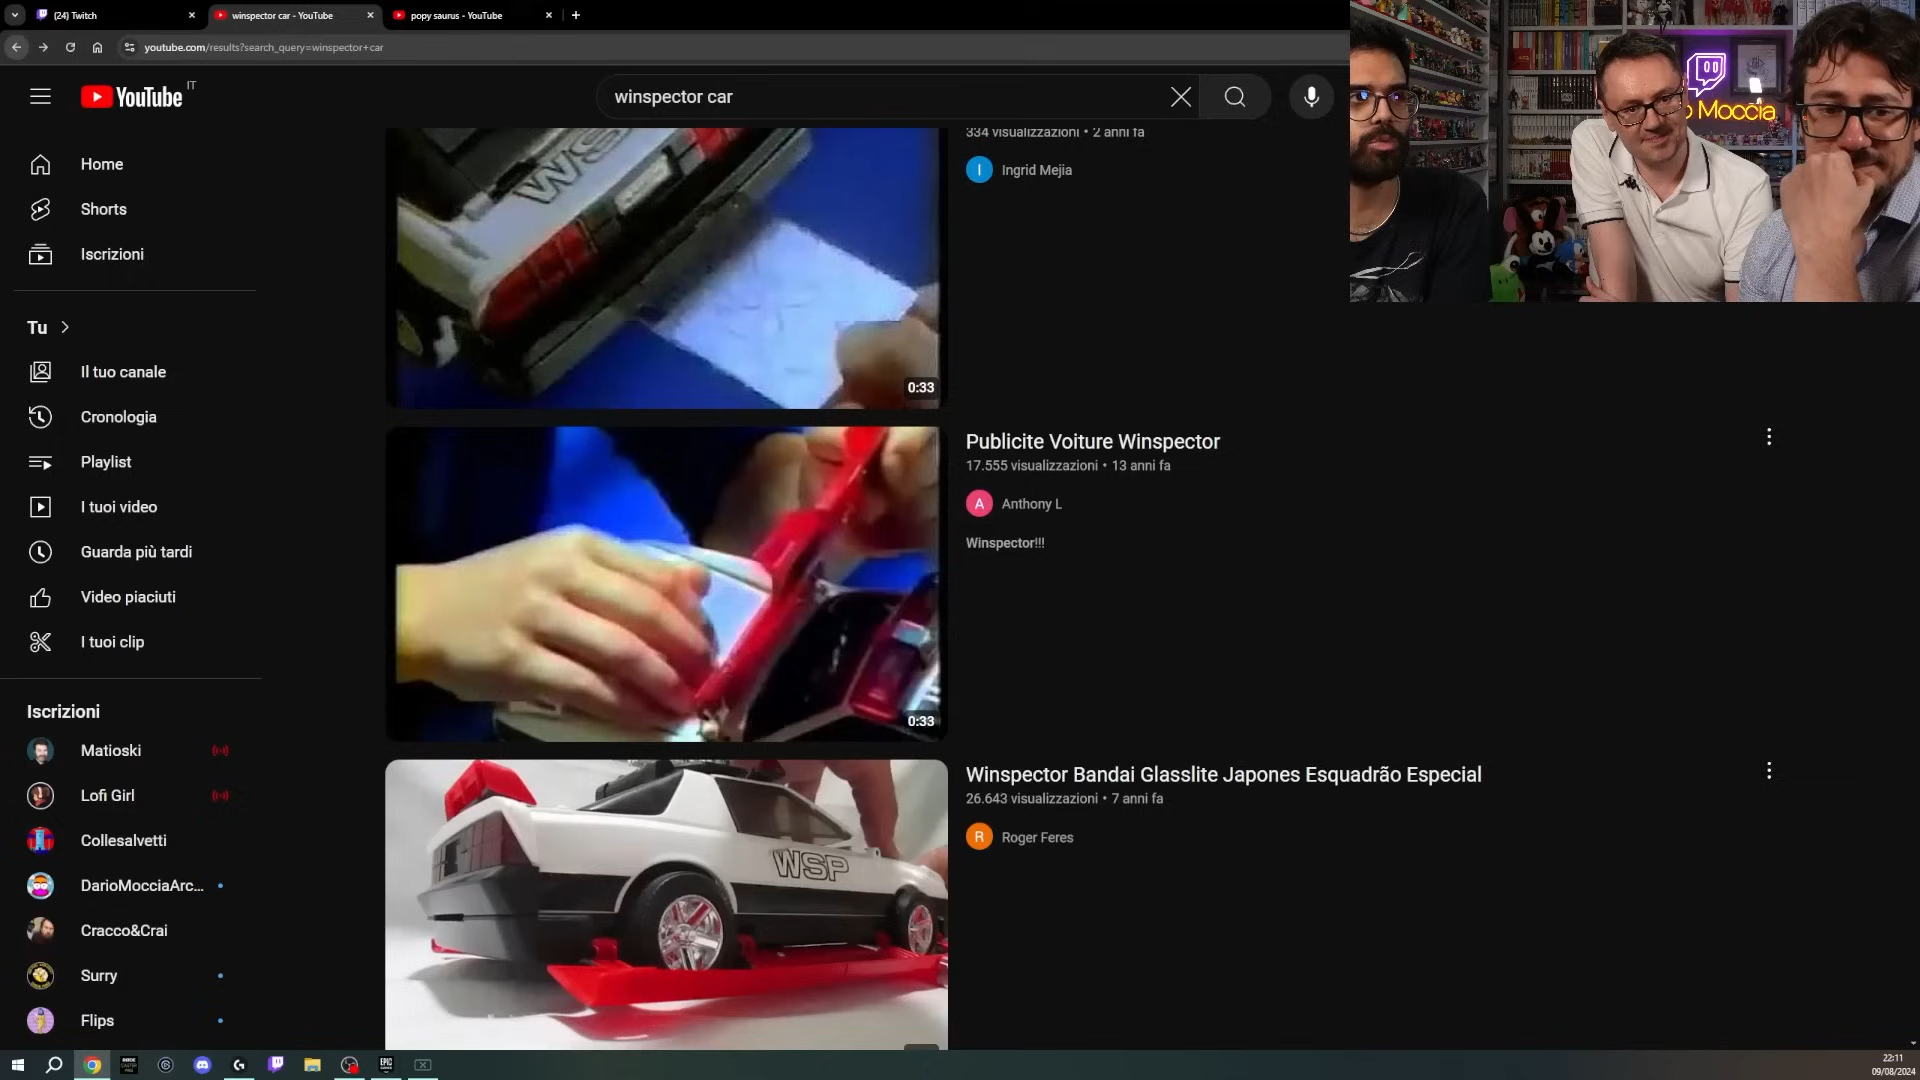 (24) Twitch
winspector car - YouTube
popy saurus - YouTube
youtube.com/results?search_query=winspector+car
YouTube IT
winspector car
Moccia
Home
Shorts
Iscrizioni
Tu
Il tuo canale
Cronologia
Playlist
I tuoi video
Guarda più tardi
Video piaciuti
I tuoi clip
Iscrizioni
Matioski
Lofi Girl
Collesalvetti
DarioMocciaArc...
Cracco&Crai
Surry
Flips
334 visualizzazioni • 2 anni fa
I
Ingrid Mejia
0:33
Publicite Voiture Winspector
17.555 visualizzazioni • 13 anni fa
A
Anthony L
Winspector!!!
0:33
Winspector Bandai Glasslite Japones Esquadrão Especial
26.643 visualizzazioni • 7 anni fa
R
Roger Feres
WSP
22:11
09/08/2024